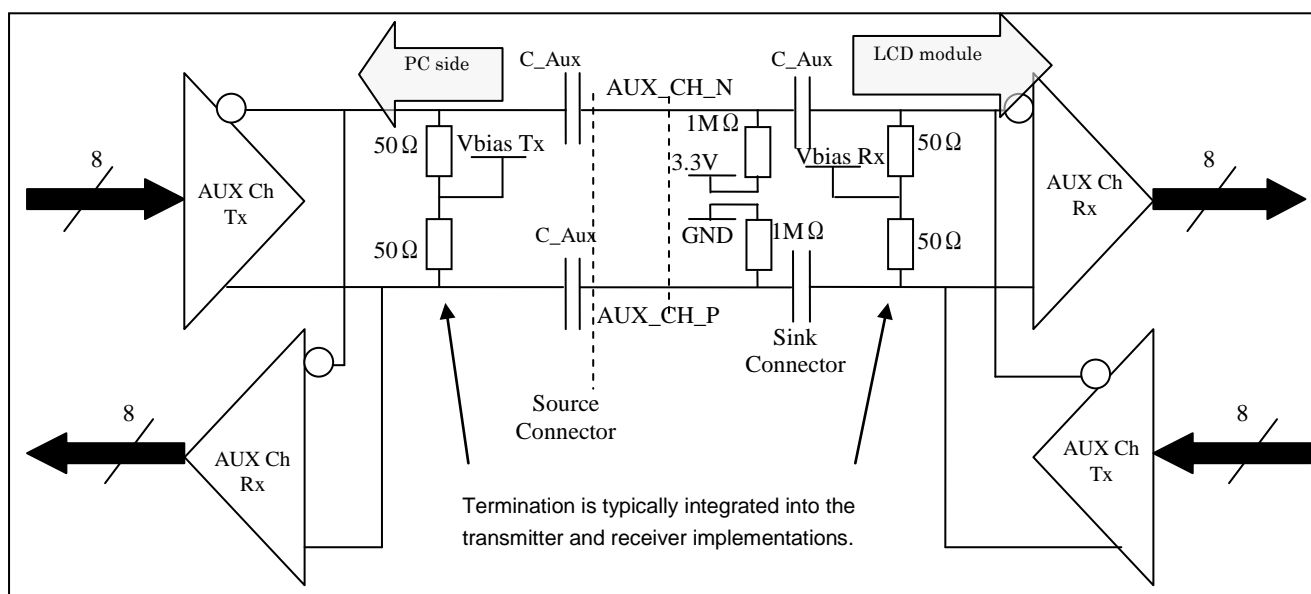 PC side
C_Aux
C_Aux
LCD module
AUX_CH_N
1MΩ
50Ω
Vbias Tx
3.3V
Vbias Rx
50Ω
8
AUX Ch
Tx
AUX Ch
Rx
8
50Ω
C_Aux
GND
1MΩ
50Ω
AUX_CH_P
Sink
Connector
Source
Connector
8
AUX Ch
Rx
AUX Ch
Tx
8
Termination is typically integrated into the
transmitter and receiver implementations.